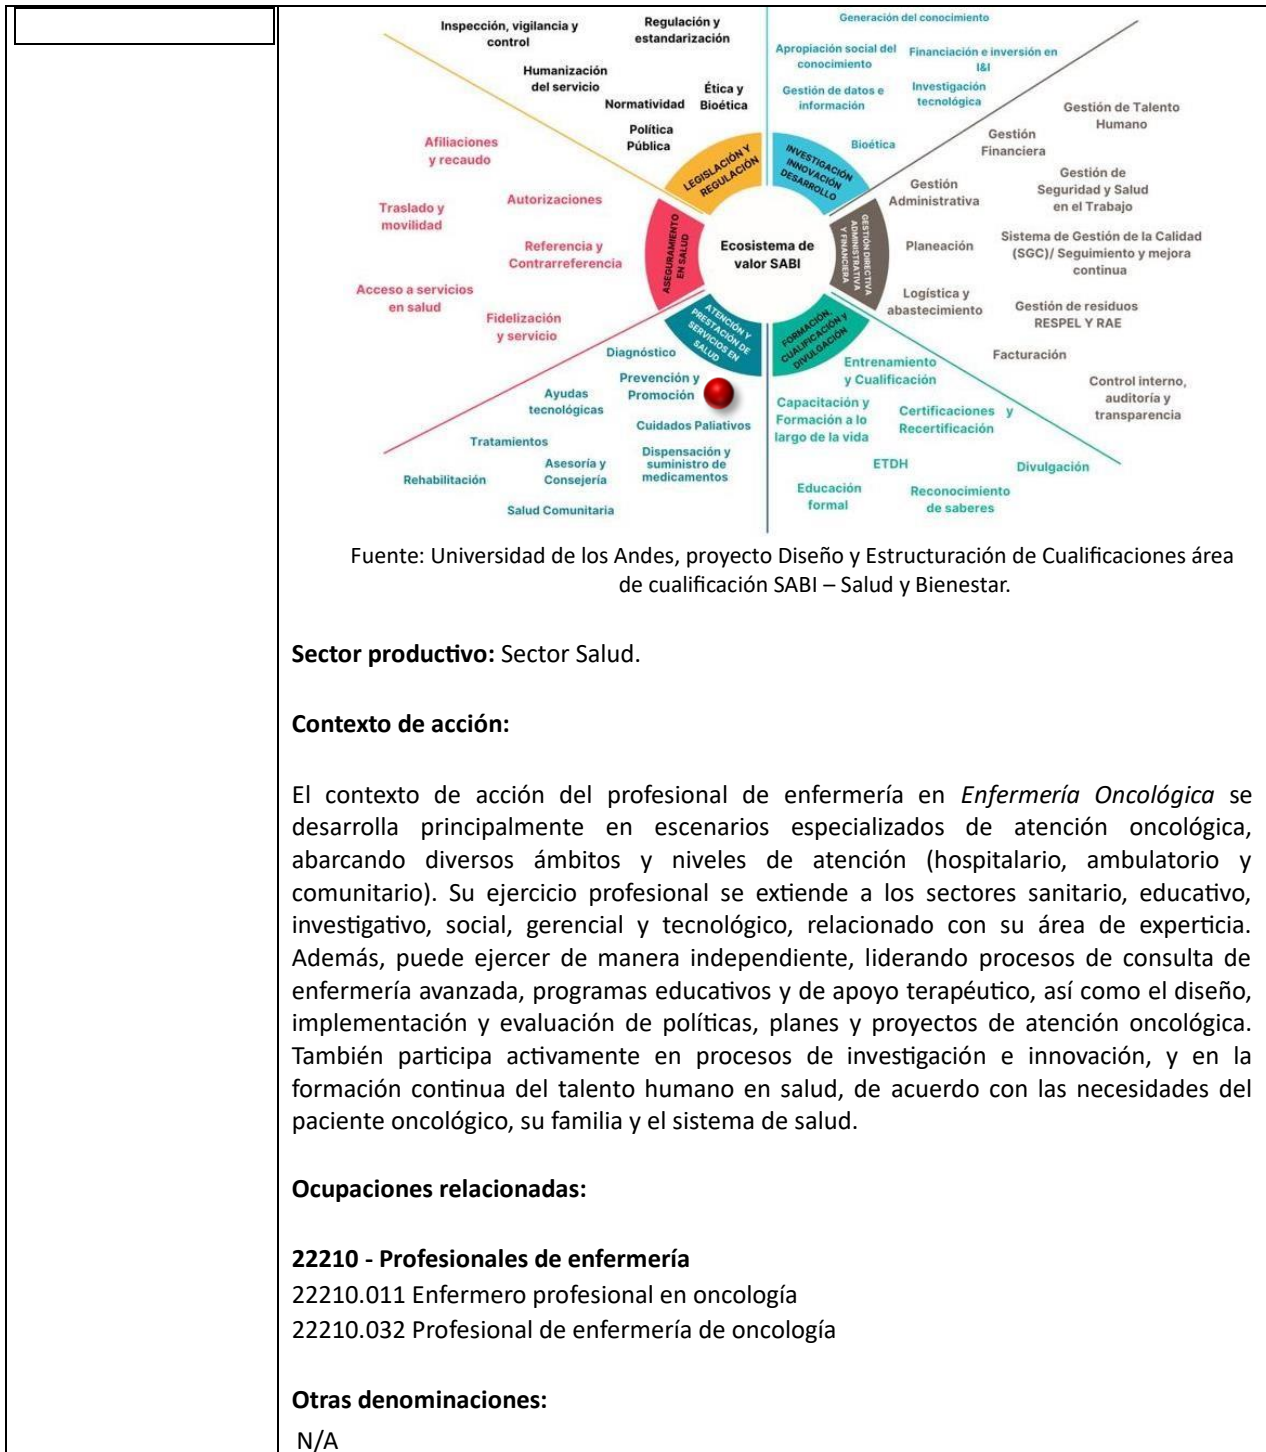 Inspección, vigilancia y
control
Regulación y
estandarización
Humanización
del servicio
Normatividad
Ética y
Bioética
Política
Pública
Generación del conocimiento
Apropiación social del
conocimiento
Financiación e inversión en
I&I
Gestión de datos e
información
Investigación
tecnológica
Bioética
Gestión de Talento
Humano
Gestión
Financiera
Gestión de
Seguridad y Salud
en el Trabajo
Gestión
Administrativa
Planeación
Sistema de Gestión de la Calidad
(SGC)/ Seguimiento y mejora
continua
Logística y
abastecimiento
Gestión de residuos
RESPEL Y RAE
Facturación
Control interno,
auditoría y
transparencia
Afiliaciones
y recaudo
Autorizaciones
Traslado y
movilidad
Referencia y
Contrarreferencia
Acceso a servicios
en salud
Fidelización
y servicio
LEGISLACIÓN Y
REGULACIÓN
INVESTIGACIÓN
INNOVACIÓN
DESARROLLO
GESTIÓN DIRECTIVA
ADMINISTRATIVA
Y FINANCIERA
FORMACIÓN,
CUALIFICACIÓN y
DIVULGACIÓN
ATENCIÓN Y
PRESTACIÓN DE
SERVICIOS EN
SALUD
ASEGURAMIENTO
EN SALUD
Ecosistema de
valor SABI
Diagnóstico
Prevención y
Promoción
Ayudas
tecnológicas
Cuidados Paliativos
Tratamientos
Dispensación y
suministro de
medicamentos
Asesoría y
Consejería
Rehabilitación
Salud Comunitaria
Entrenamiento
y Cualificación
Capacitación y
Formación a lo
largo de la vida
Certificaciones y
Recertificación
ETDH
Divulgación
Educación
formal
Reconocimiento
de saberes
Fuente: Universidad de los Andes, proyecto Diseño y Estructuración de Cualificaciones área
de cualificación SABI – Salud y Bienestar.
Sector productivo: Sector Salud.
Contexto de acción:
El contexto de acción del profesional de enfermería en Enfermería Oncológica se
desarrolla principalmente en escenarios especializados de atención oncológica,
abarcando diversos ámbitos y niveles de atención (hospitalario, ambulatorio y
comunitario). Su ejercicio profesional se extiende a los sectores sanitario, educativo,
investigativo, social, gerencial y tecnológico, relacionado con su área de experticia.
Además, puede ejercer de manera independiente, liderando procesos de consulta de
enfermería avanzada, programas educativos y de apoyo terapéutico, así como el diseño,
implementación y evaluación de políticas, planes y proyectos de atención oncológica.
También participa activamente en procesos de investigación e innovación, y en la
formación continua del talento humano en salud, de acuerdo con las necesidades del
paciente oncológico, su familia y el sistema de salud.
Ocupaciones relacionadas:
22210 - Profesionales de enfermería
22210.011 Enfermero profesional en oncología
22210.032 Profesional de enfermería de oncología
Otras denominaciones:
N/A